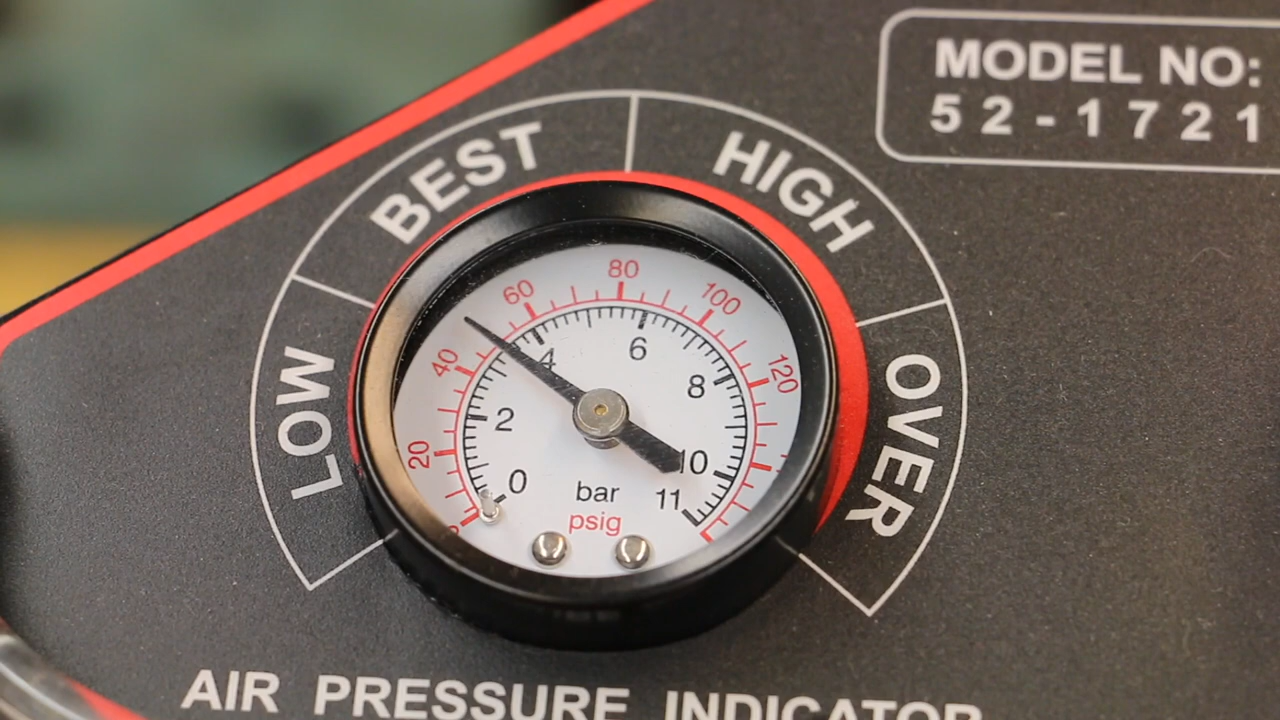 MODEL NO:
52-1721
BEST
HIGH
LOW
OVER
80
60
100
40
120
20
4
6
8
2
0
10
11
bar
psig
AIR PRESSURE INDICATOR